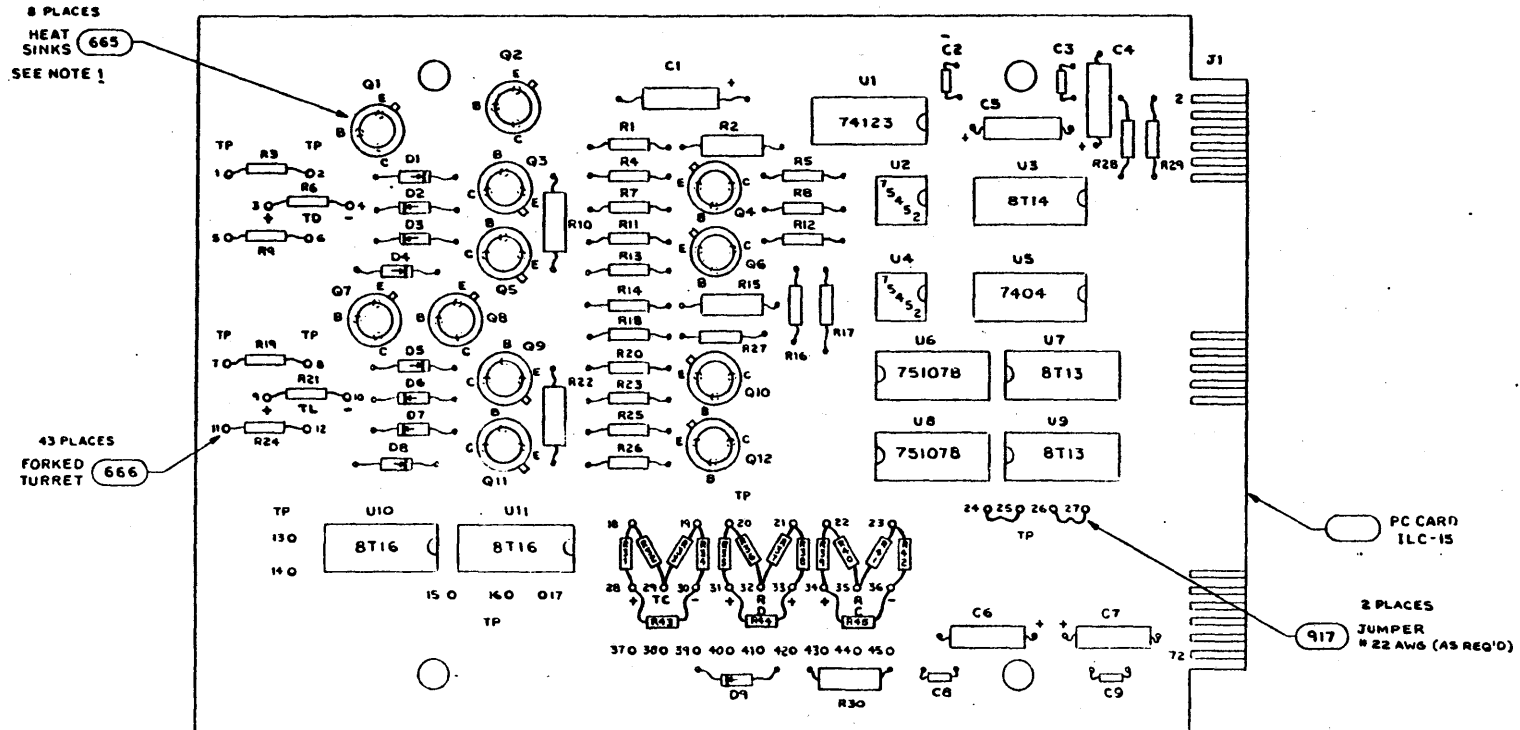 8 PLACES
HEAT SINKS 665
SEE NOTE 1
Q1 E B C
Q2 E B C
C1 +
U1
74123
C2
C3
C4
J1
2
C5
+ +
R28 R29
TP TP
1 R3 2
3 R6 4
+ TD -
5 R9 6
D1
D2
D3
D4
B Q3 C E
B C E Q5
R10
R1
R4
R7
R11
R13
R14
R18
R20
R23
R25
R26
R2
E C B Q4
E C B Q6
R15
R27
R5
R8
R12
R16 R17
U2
75452
U3
8T14
U4
75452
U5
7404
U6
75107B
U7
8T13
U8
75107B
U9
8T13
Q7 E B C
E B Q8 C
TP TP
7 R19 8
9 R21 10
+ TL -
11 R24 12
D5
D6
D7
D8
B Q9 C E
B C E Q11
R22
E C Q10
B E C Q12 B
43 PLACES
FORKED TURRET 666
TP
TP
13
14
U10
8T16
U11
8T16
15 16 17
TP
18 19 20 21 22 23
28 29 30 31 32 33 34 35 36
+ TC - + RD + + RC -
R43 R44 R45
37 38 39 40 41 42 43 44 45
24 25 26 27
TP
D9
R30
C6 +
+ C7
C8
C9
72
PC CARD
ILC-15
2 PLACES
917 JUMPER
#22 AWG (AS REQ'D)